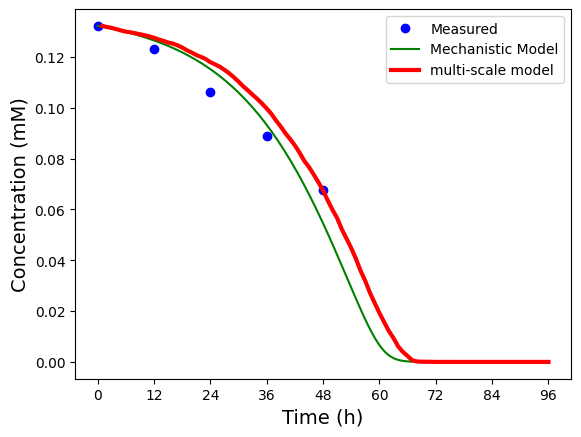 Measured
Mechanistic Model
multi-scale model
Concentration (mM)
0.12
0.10
0.08
0.06
0.04
0.02
0.00
0 12 24 36 48 60 72 84 96
Time (h)